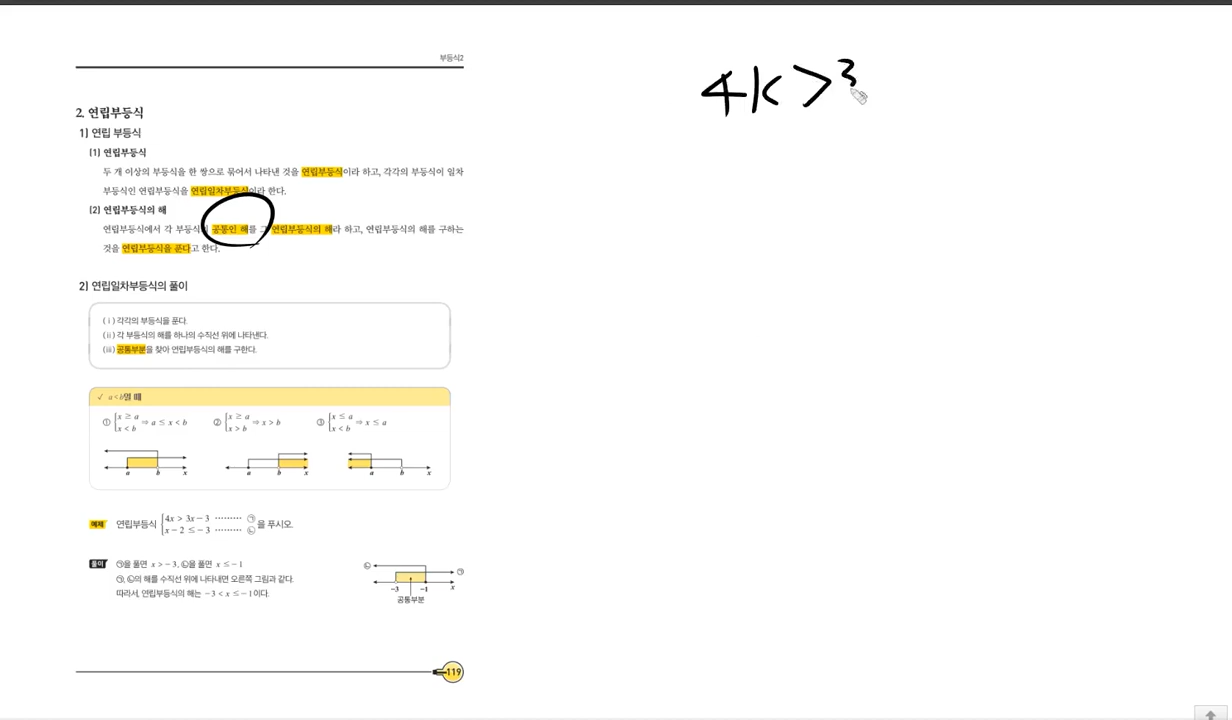 부등식2
4k > 3
2. 연립부등식
1) 연립 부등식
(1) 연립부등식
두 개 이상의 부등식을 한 쌍으로 묶어서 나타낸 것을 연립부등식이라 하고, 각각의 부등식이 일차
부등식인 연립부등식을 연립일차부등식이라 한다.
(2) 연립부등식의 해
연립부등식에서 각 부등식의 공통인 해를 그 연립부등식의 해라 하고, 연립부등식의 해를 구하는
것을 연립부등식을 푼다고 한다.
2) 연립일차부등식의 풀이
(ⅰ) 각각의 부등식을 푼다.
(ⅱ) 각 부등식의 해를 하나의 수직선 위에 나타낸다.
(ⅲ) 공통부분을 찾아 연립부등식의 해를 구한다.
✓ a<b일 때
① { x ≥ a, x < b ⇒ a ≤ x < b ② { x ≥ a, x > b ⇒ x > b ③ { x ≤ a, x < b ⇒ x ≤ a
a b x a b x a b x
예제 연립부등식 { 4x > 3x−3 ········· ㉠
x−2 ≤ −3 ········· ㉡ 을 푸시오.
풀이 ㉠을 풀면 x > −3, ㉡을 풀면 x ≤ −1
㉠, ㉡의 해를 수직선 위에 나타내면 오른쪽 그림과 같다.
따라서, 연립부등식의 해는 −3 < x ≤ −1이다.
㉡ ㉠
−3 −1 x
공통부분
119